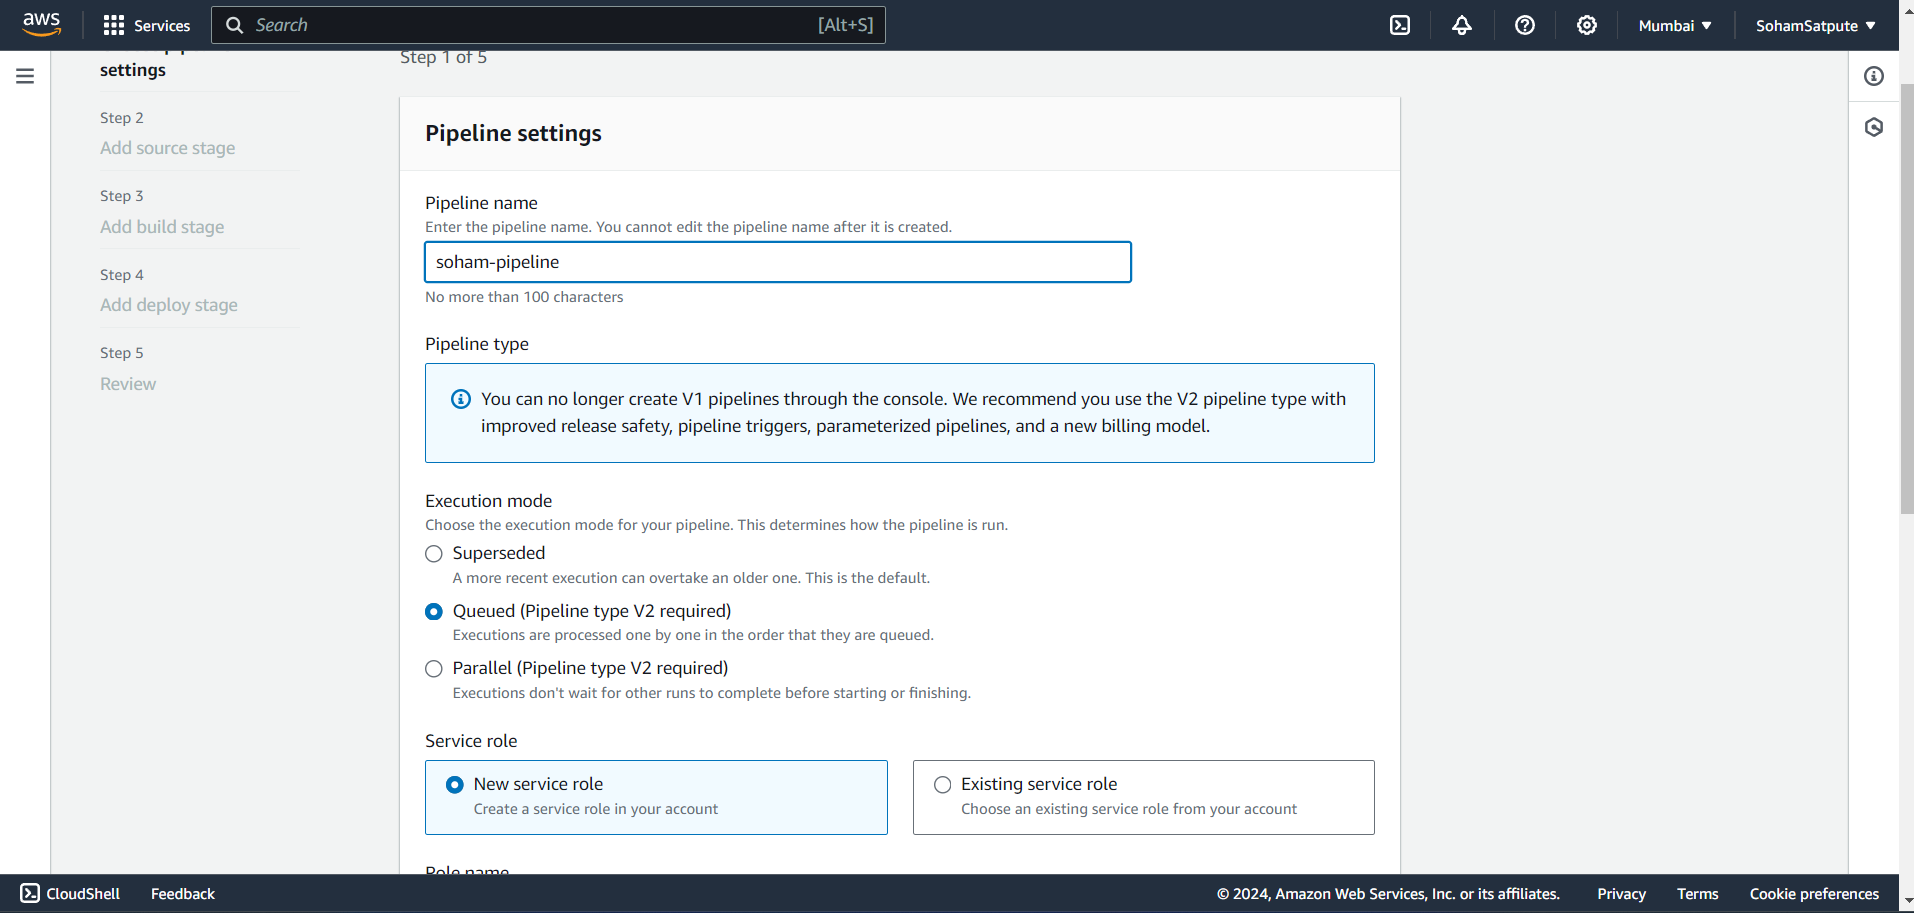 aws
Services
Search
[Alt+S]
Mumbai
SohamSatpute
settings
Step 2
Add source stage
Step 3
Add build stage
Step 4
Add deploy stage
Step 5
Review
Step 1 of 5
Pipeline settings
Pipeline name
Enter the pipeline name. You cannot edit the pipeline name after it is created.
soham-pipeline
No more than 100 characters
Pipeline type
You can no longer create V1 pipelines through the console. We recommend you use the V2 pipeline type with
improved release safety, pipeline triggers, parameterized pipelines, and a new billing model.
Execution mode
Choose the execution mode for your pipeline. This determines how the pipeline is run.
Superseded
A more recent execution can overtake an older one. This is the default.
Queued (Pipeline type V2 required)
Executions are processed one by one in the order that they are queued.
Parallel (Pipeline type V2 required)
Executions don't wait for other runs to complete before starting or finishing.
Service role
New service role
Create a service role in your account
Existing service role
Choose an existing service role from your account
Role name
CloudShell
Feedback
© 2024, Amazon Web Services, Inc. or its affiliates.
Privacy
Terms
Cookie preferences